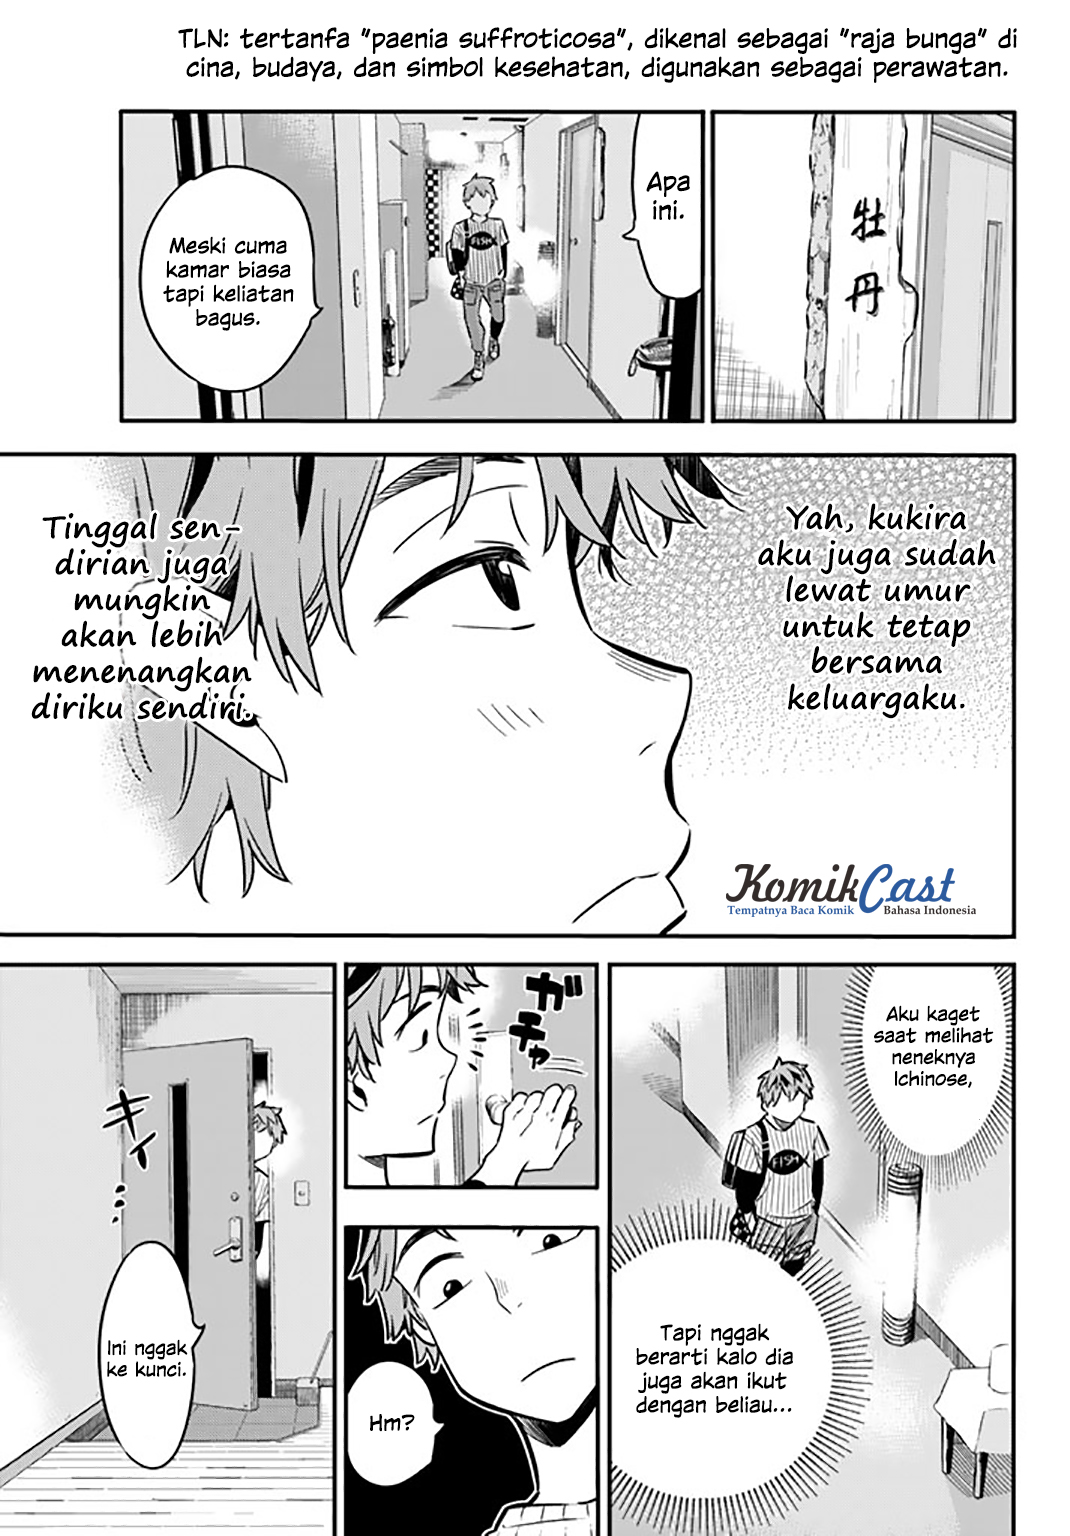 TLN: tertanfa "paenia suffroticosa", dikenal sebagai "raja bunga" di
cina, budaya, dan simbol kesehatan, digunakan sebagai perawatan.
牡
丹
Apa
ini.
FISH
Meski cuma
kamar biasa
tapi keliatan
bagus.
Yah, kukira
aku juga sudah
lewat umur
untuk tetap
bersama
keluargaku.
Tinggal sen-
dirian juga
mungkin
akan lebih
menenangkan
diriku sendiri.
KomikCast
Tempatnya Baca Komik Bahasa Indonesia
Aku kaget
saat melihat
neneknya
Ichinose,
FISH
Tapi nggak
berarti kalo dia
juga akan ikut
dengan beliau...
ガチャ
Hm?
キイ
Ini nggak
ke kunci.